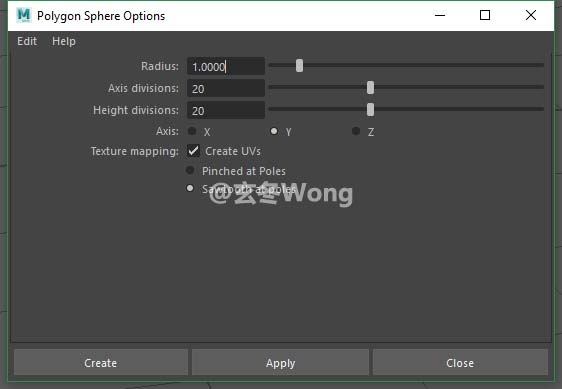 Polygon Sphere Options
Edit Help
Radius: 1.0000
Axis divisions: 20
Height divisions: 20
Axis: X Y Z
Texture mapping: Create UVs
Pinched at Poles
Sawtooth at poles
@玄冬Wong
Create Apply Close